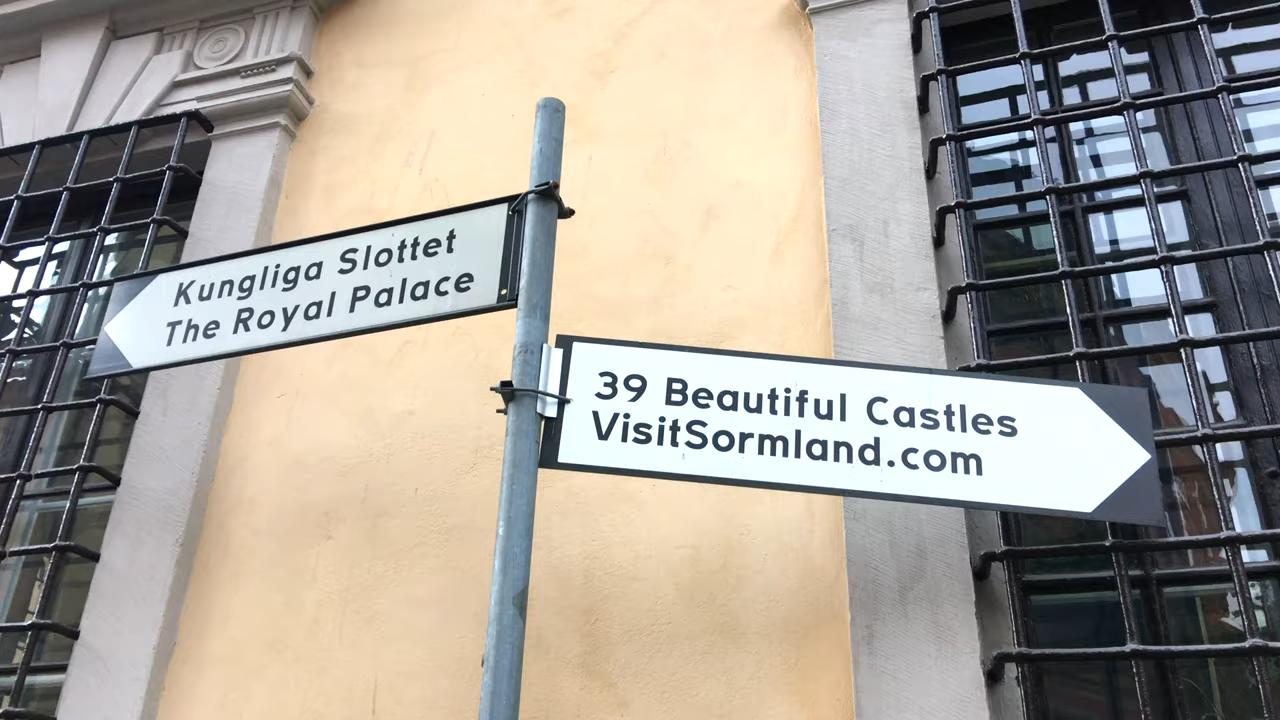 Kungliga Slottet
The Royal Palace
39 Beautiful Castles
VisitSormland.com